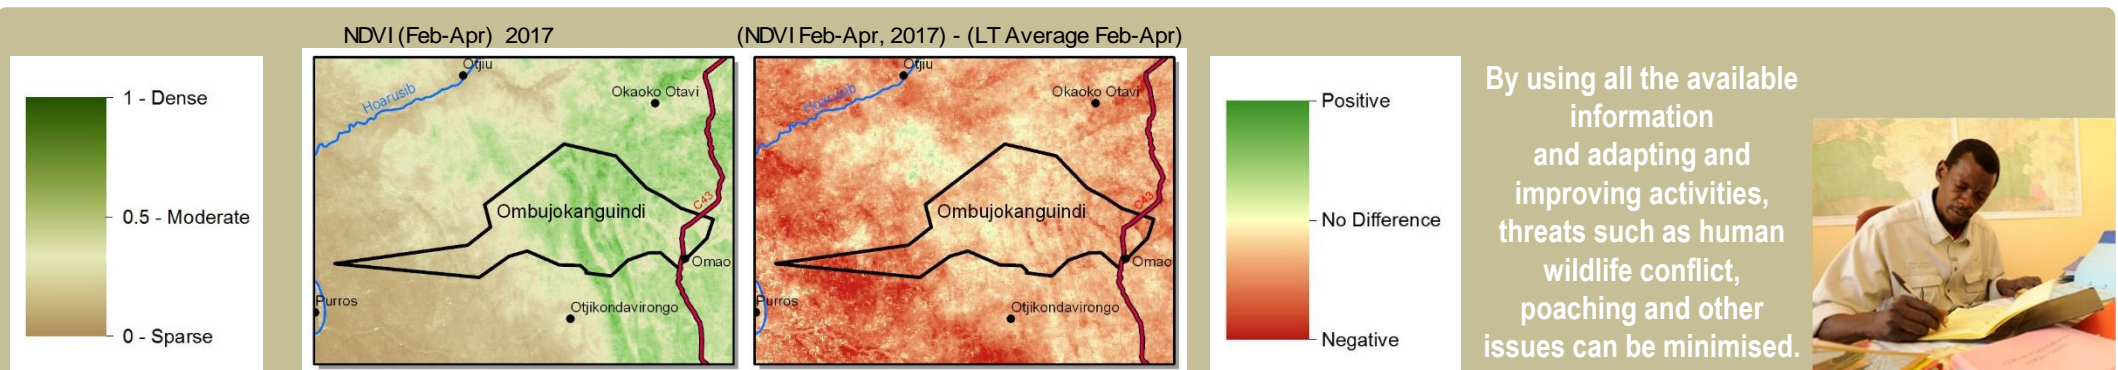 NDVI (Feb-Apr) 2017
(NDVI Feb-Apr, 2017) - (LT Average Feb-Apr)
1 - Dense
0.5 - Moderate
0 - Sparse
Otjiu
Hoarusib
Okaoko Otavi
C43
Ombujokanguindi
Omao
Purros
Otjikondavirongo
Otjiu
Hoarusib
Okaoko Otavi
C43
Ombujokanguindi
Omao
Purros
Otjikondavirongo
Positive
No Difference
Negative
By using all the available
information
and adapting and
improving activities,
threats such as human
wildlife conflict,
poaching and other
issues can be minimised.